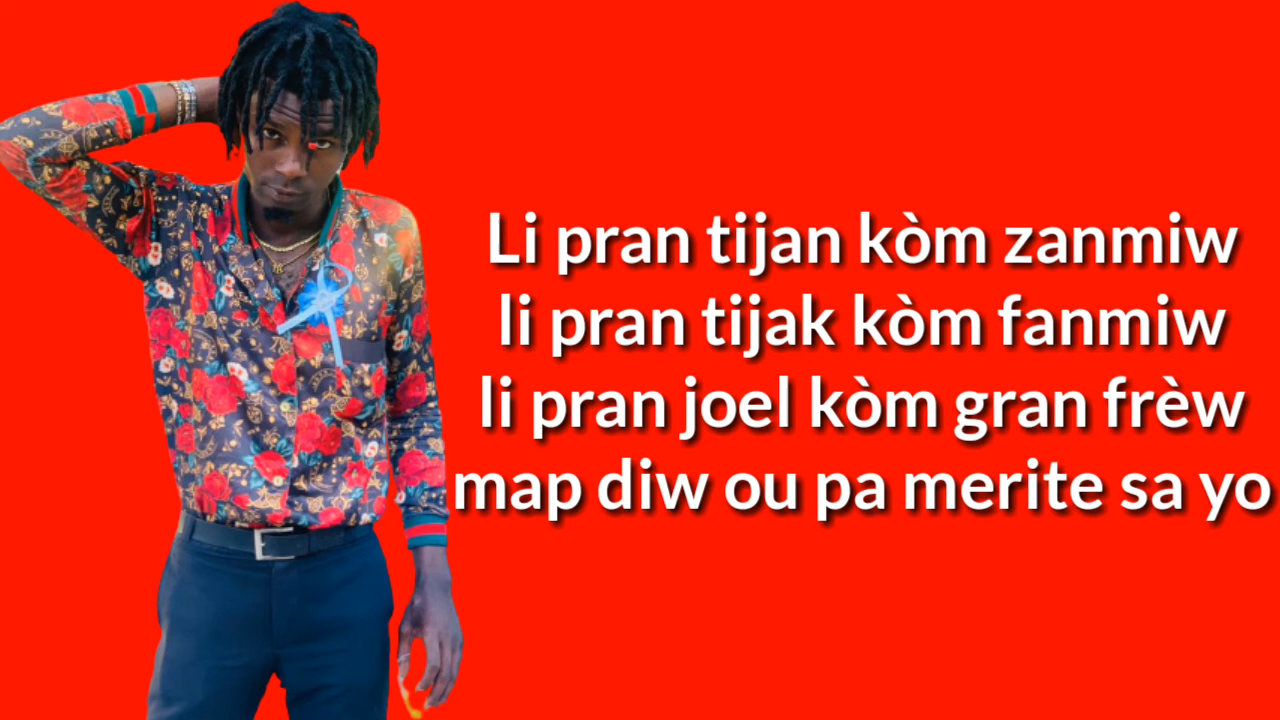 Li pran tijan kòm zanmiw
li pran tijak kòm fanmiw
li pran joel kòm gran frèw
map diw ou pa merite sa yo